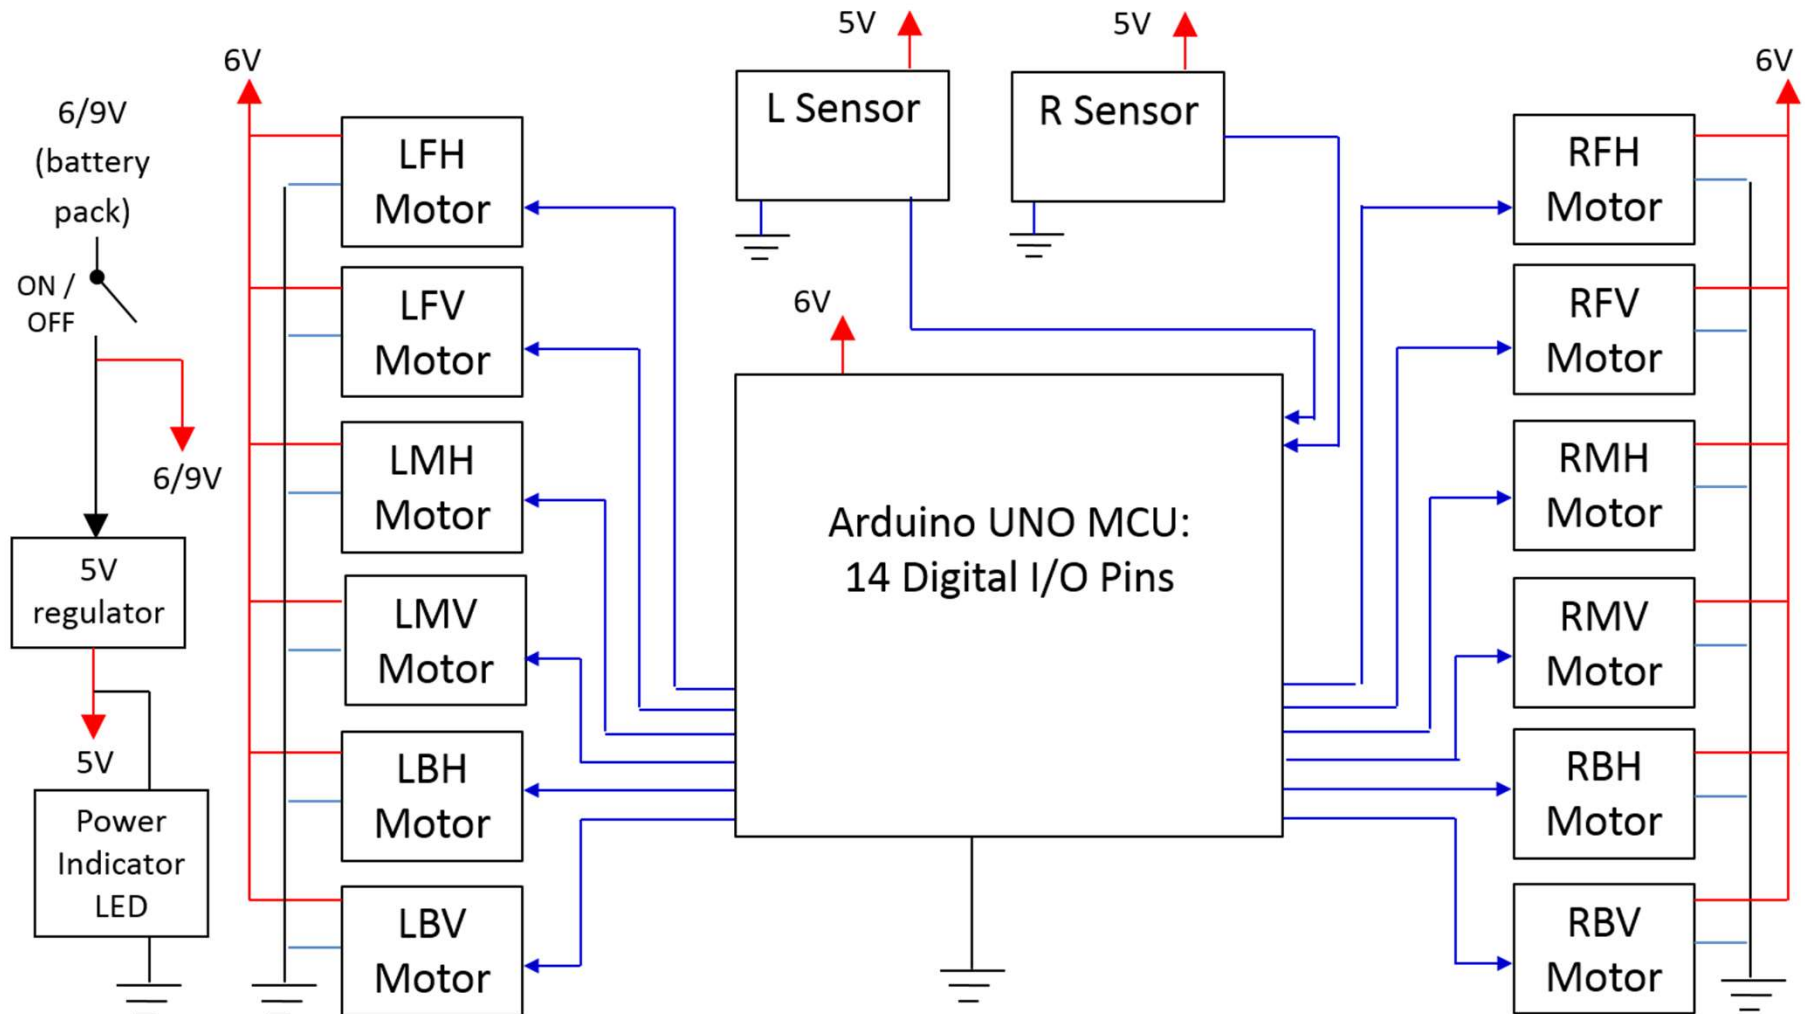 6/9V
(battery
pack)
ON /
OFF
6/9V
5V
regulator
5V
Power
Indicator
LED
6V
LFH
Motor
LFV
Motor
LMH
Motor
LMV
Motor
LBH
Motor
LBV
Motor
5V
L Sensor
5V
R Sensor
6V
Arduino UNO MCU:
14 Digital I/O Pins
6V
RFH
Motor
RFV
Motor
RMH
Motor
RMV
Motor
RBH
Motor
RBV
Motor